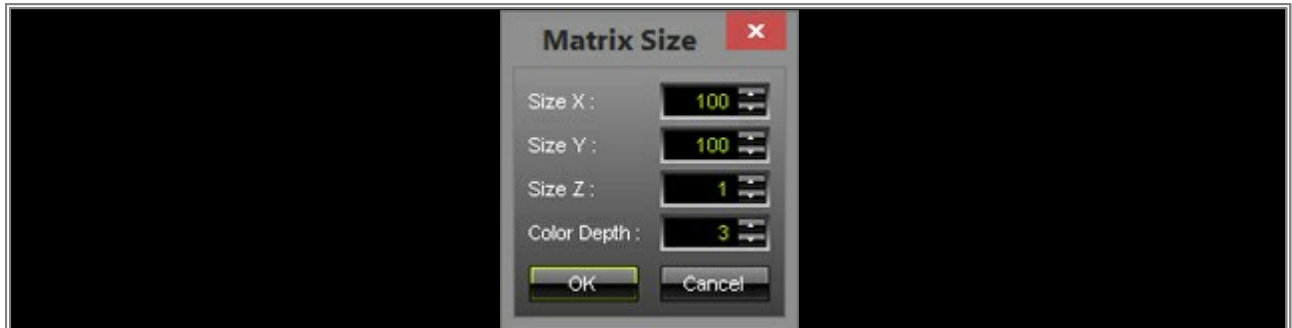 Matrix Size
Size X : 100
Size Y : 100
Size Z : 1
Color Depth : 3
OK Cancel